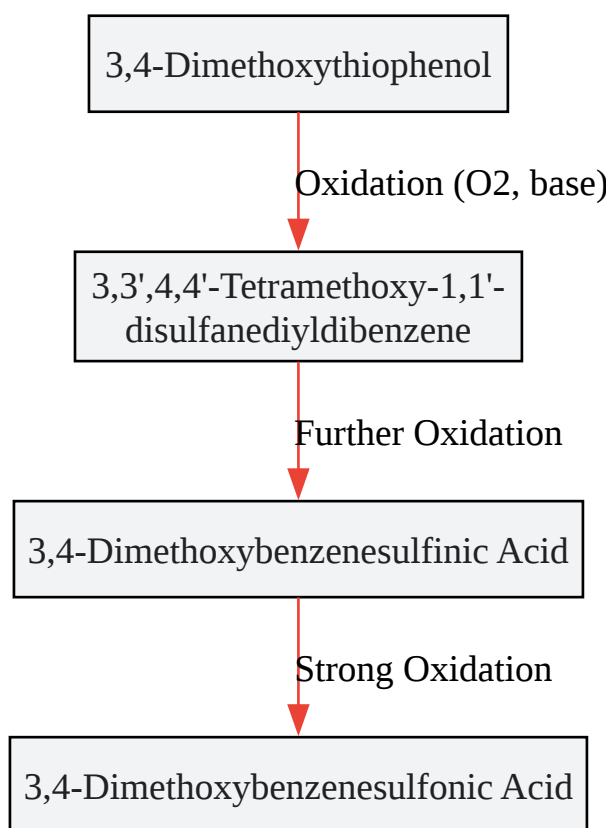 3,4-Dimethoxythiophenol
Oxidation (O2, base)
3,3',4,4'-Tetramethoxy-1,1'-
disulfanediyldibenzene
Further Oxidation
3,4-Dimethoxybenzenesulfinic Acid
Strong Oxidation
3,4-Dimethoxybenzenesulfonic Acid